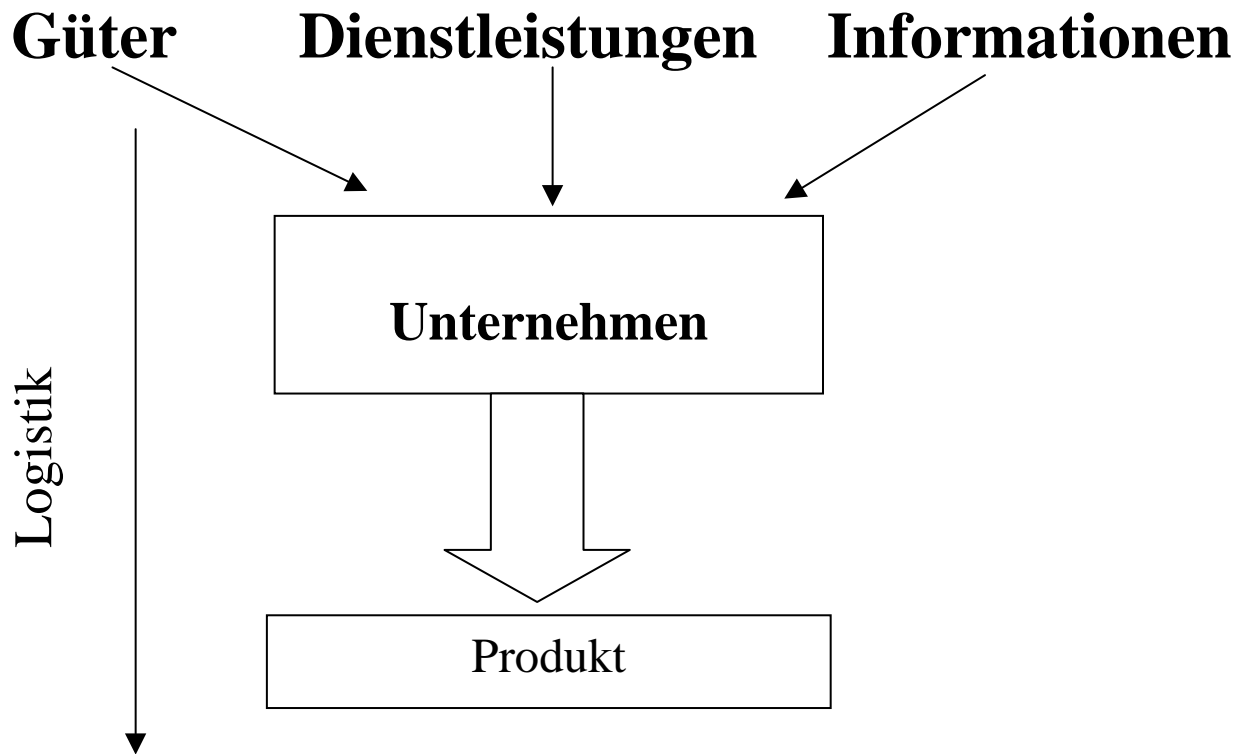 Güter Dienstleistungen Informationen
Unternehmen
Logistik
Produkt